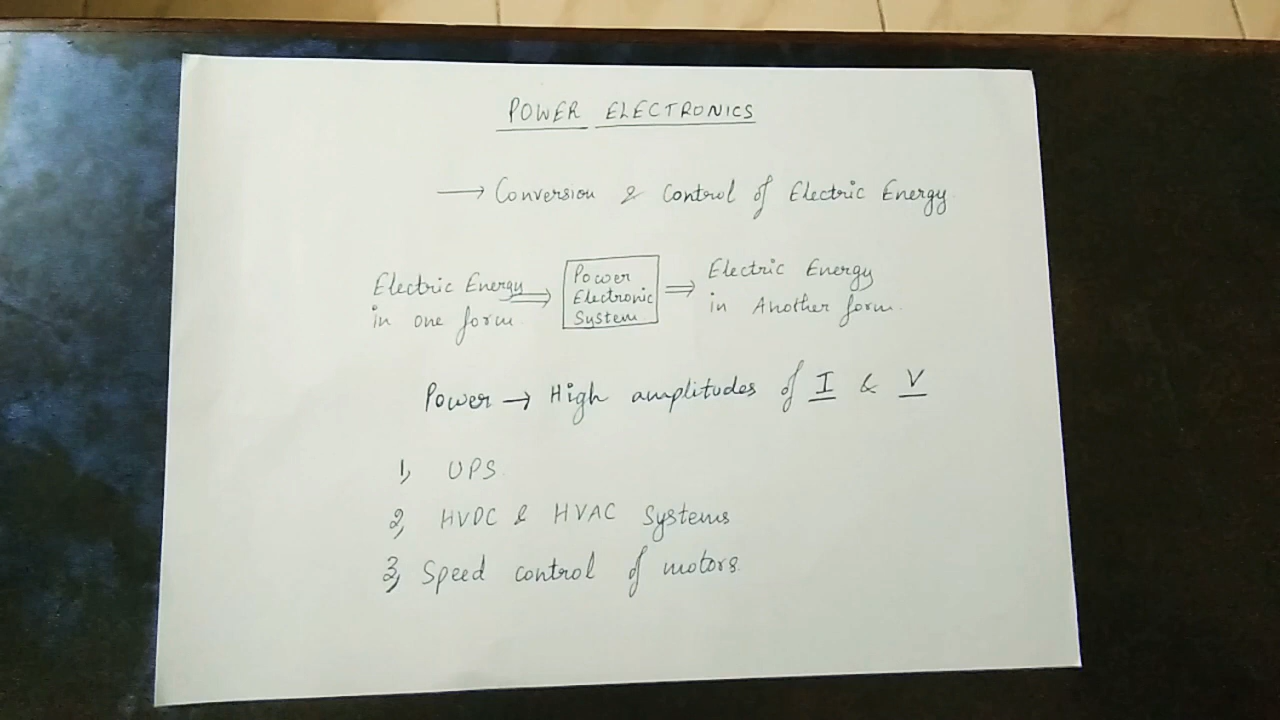 POWER ELECTRONICS
→ Conversion & Control of Electric Energy.
Electric Energy in one form.
⇒
Power
Electronic
System
⇒
Electric Energy
in Another form.
Power → High amplitudes of I & V
1, UPS.
2, HVDC & HVAC Systems
3, Speed control of motors.